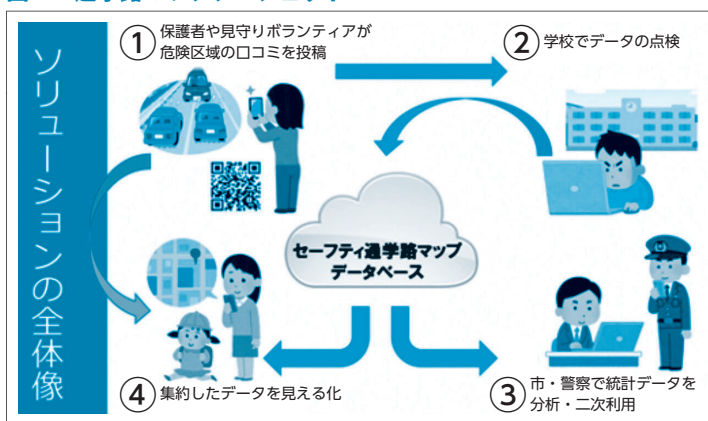 ソリューションの全体像
① 保護者や見守りボランティアが
危険区域の口コミを投稿
② 学校でデータの点検
セーフティ通学路マップ
データベース
③ 市・警察で統計データを
分析・二次利用
④ 集約したデータを見える化